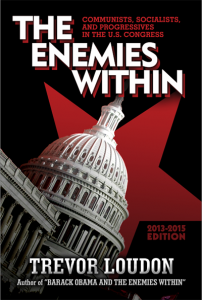 THE
ENEMIES
WITHIN
COMMUNISTS, SOCIALISTS,
AND PROGRESSIVES
IN THE U.S. CONGRESS
2013-2015
EDITION
TREVOR LOUDON
Author of "BARACK OBAMA AND THE ENEMIES WITHIN"